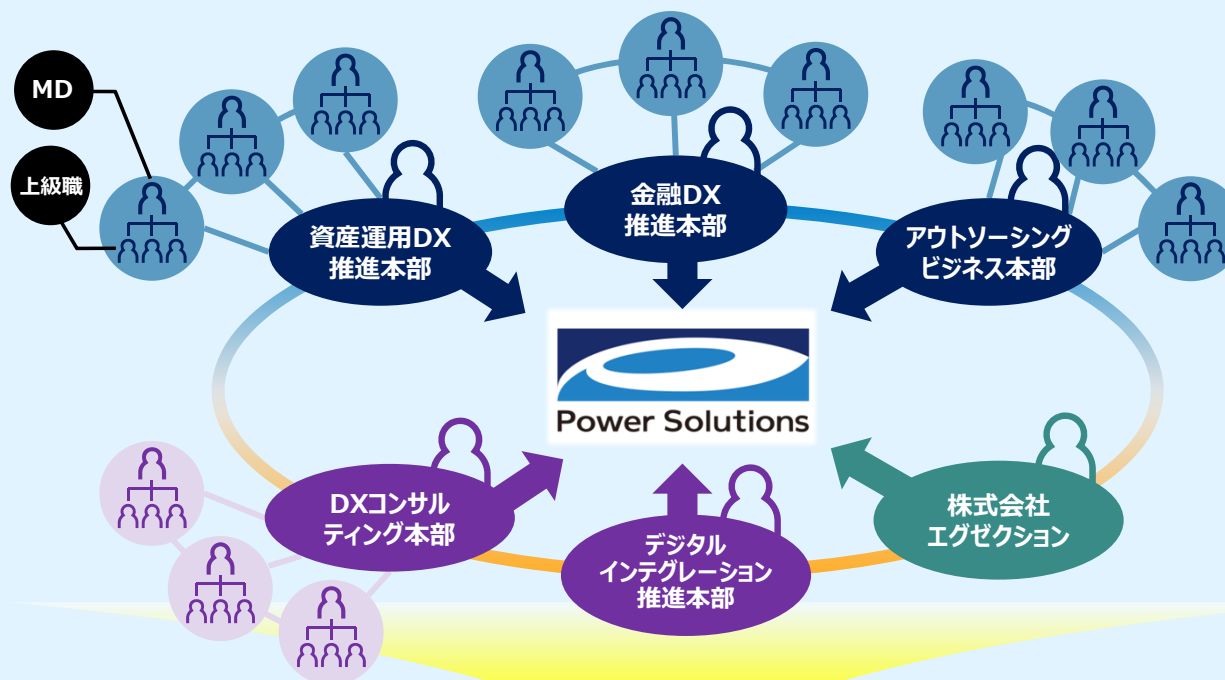 MD
上級職
資産運用DX
推進本部
金融DX
推進本部
アウトソーシング
ビジネス本部
Power Solutions
DXコンサル
ティング本部
デジタル
インテグレーション
推進本部
株式会社
エグゼクション